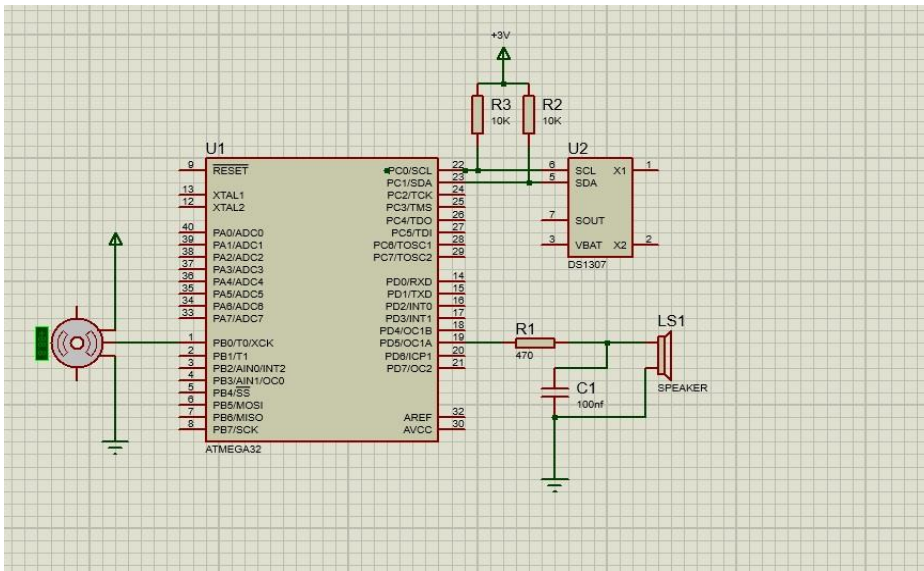 +3V
R3
10K
R2
10K
U1
9 RESET
13 XTAL1
12 XTAL2
40 PA0/ADC0
39 PA1/ADC1
38 PA2/ADC2
37 PA3/ADC3
36 PA4/ADC4
35 PA5/ADC5
34 PA6/ADC6
33 PA7/ADC7
1 PB0/T0/XCK
2 PB1/T1
3 PB2/AIN0/INT2
4 PB3/AIN1/OC0
5 PB4/SS
6 PB5/MOSI
7 PB6/MISO
8 PB7/SCK
PC0/SCL 22
PC1/SDA 23
PC2/TCK 24
PC3/TMS 25
PC4/TDO 26
PC5/TDI 27
PC6/TOSC1 28
PC7/TOSC2 29
PD0/RXD 14
PD1/TXD 15
PD2/INT0 16
PD3/INT1 17
PD4/OC1B 18
PD5/OC1A 19
PD6/ICP1 20
PD7/OC2 21
AREF 32
AVCC 30
ATMEGA32
U2
6 SCL X1 1
5 SDA
7 SOUT
3 VBAT X2 2
DS1307
R1
470
C1
100nf
LS1
SPEAKER